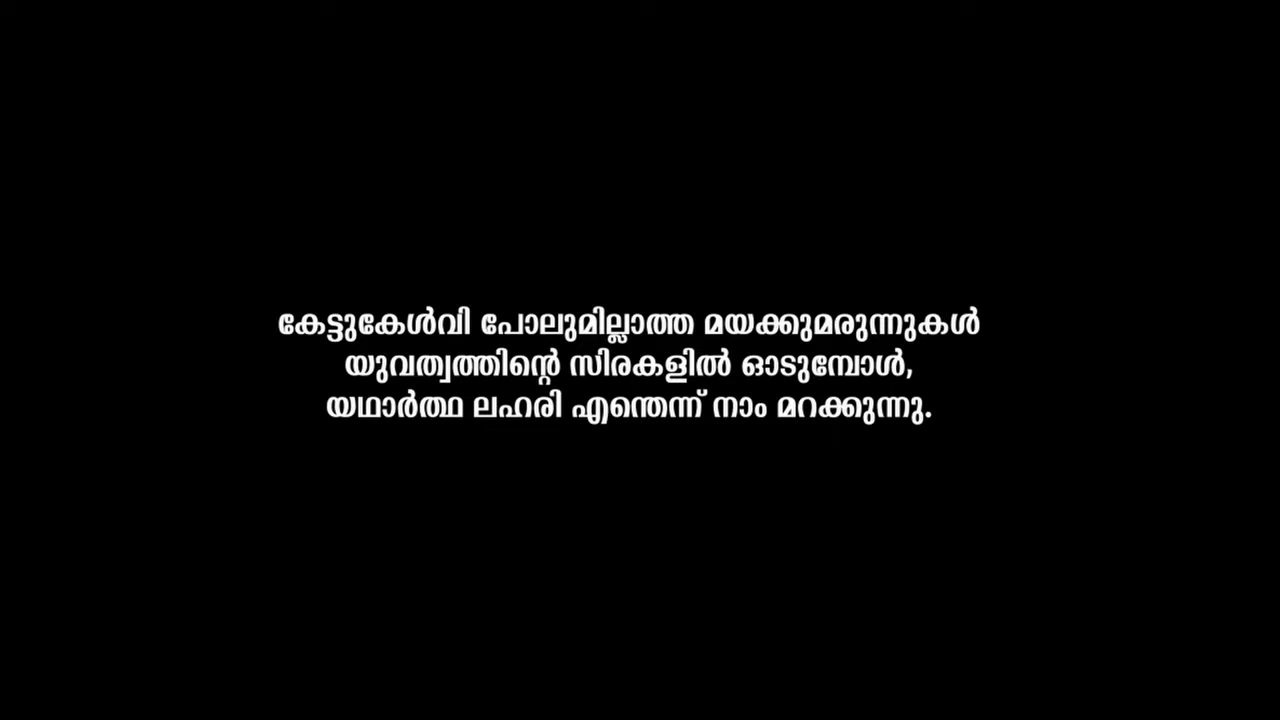 കേട്ടുകേൾവി പോലുമില്ലാത്ത മയക്കുമരുന്നുകൾ
യുവത്വത്തിന്റെ സിരകളിൽ ഓടുമ്പോൾ,
യഥാർത്ഥ ലഹരി എന്തെന്ന് നാം മറക്കുന്നു.